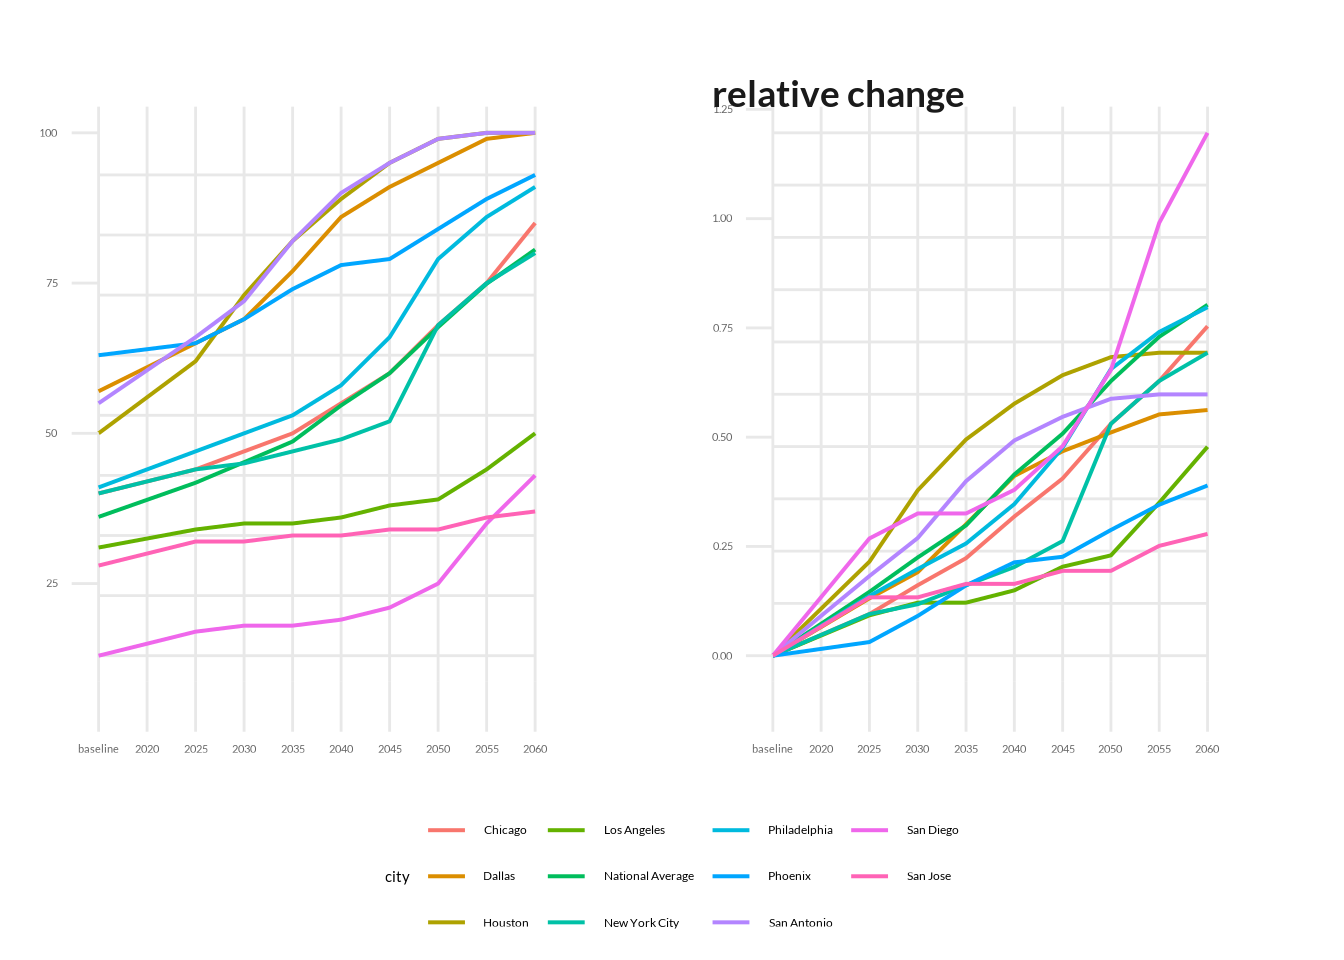 relative change
100
75
50
25
baseline 2020 2025 2030 2035 2040 2045 2050 2055 2060
1.25
1.00
0.75
0.50
0.25
0.00
baseline 2020 2025 2030 2035 2040 2045 2050 2055 2060
Chicago Los Angeles Philadelphia San Diego
city Dallas National Average Phoenix San Jose
Houston New York City San Antonio